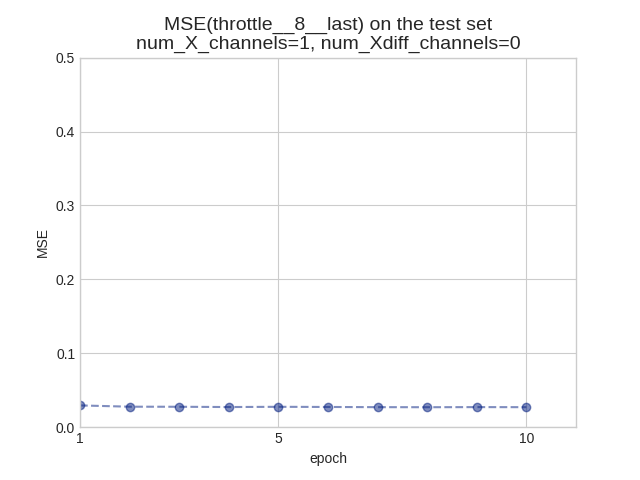 MSE(throttle__8__last) on the test set
num_X_channels=1, num_Xdiff_channels=0
0.5
0.4
0.3
0.2
0.1
0.0
MSE
1
5
10
epoch